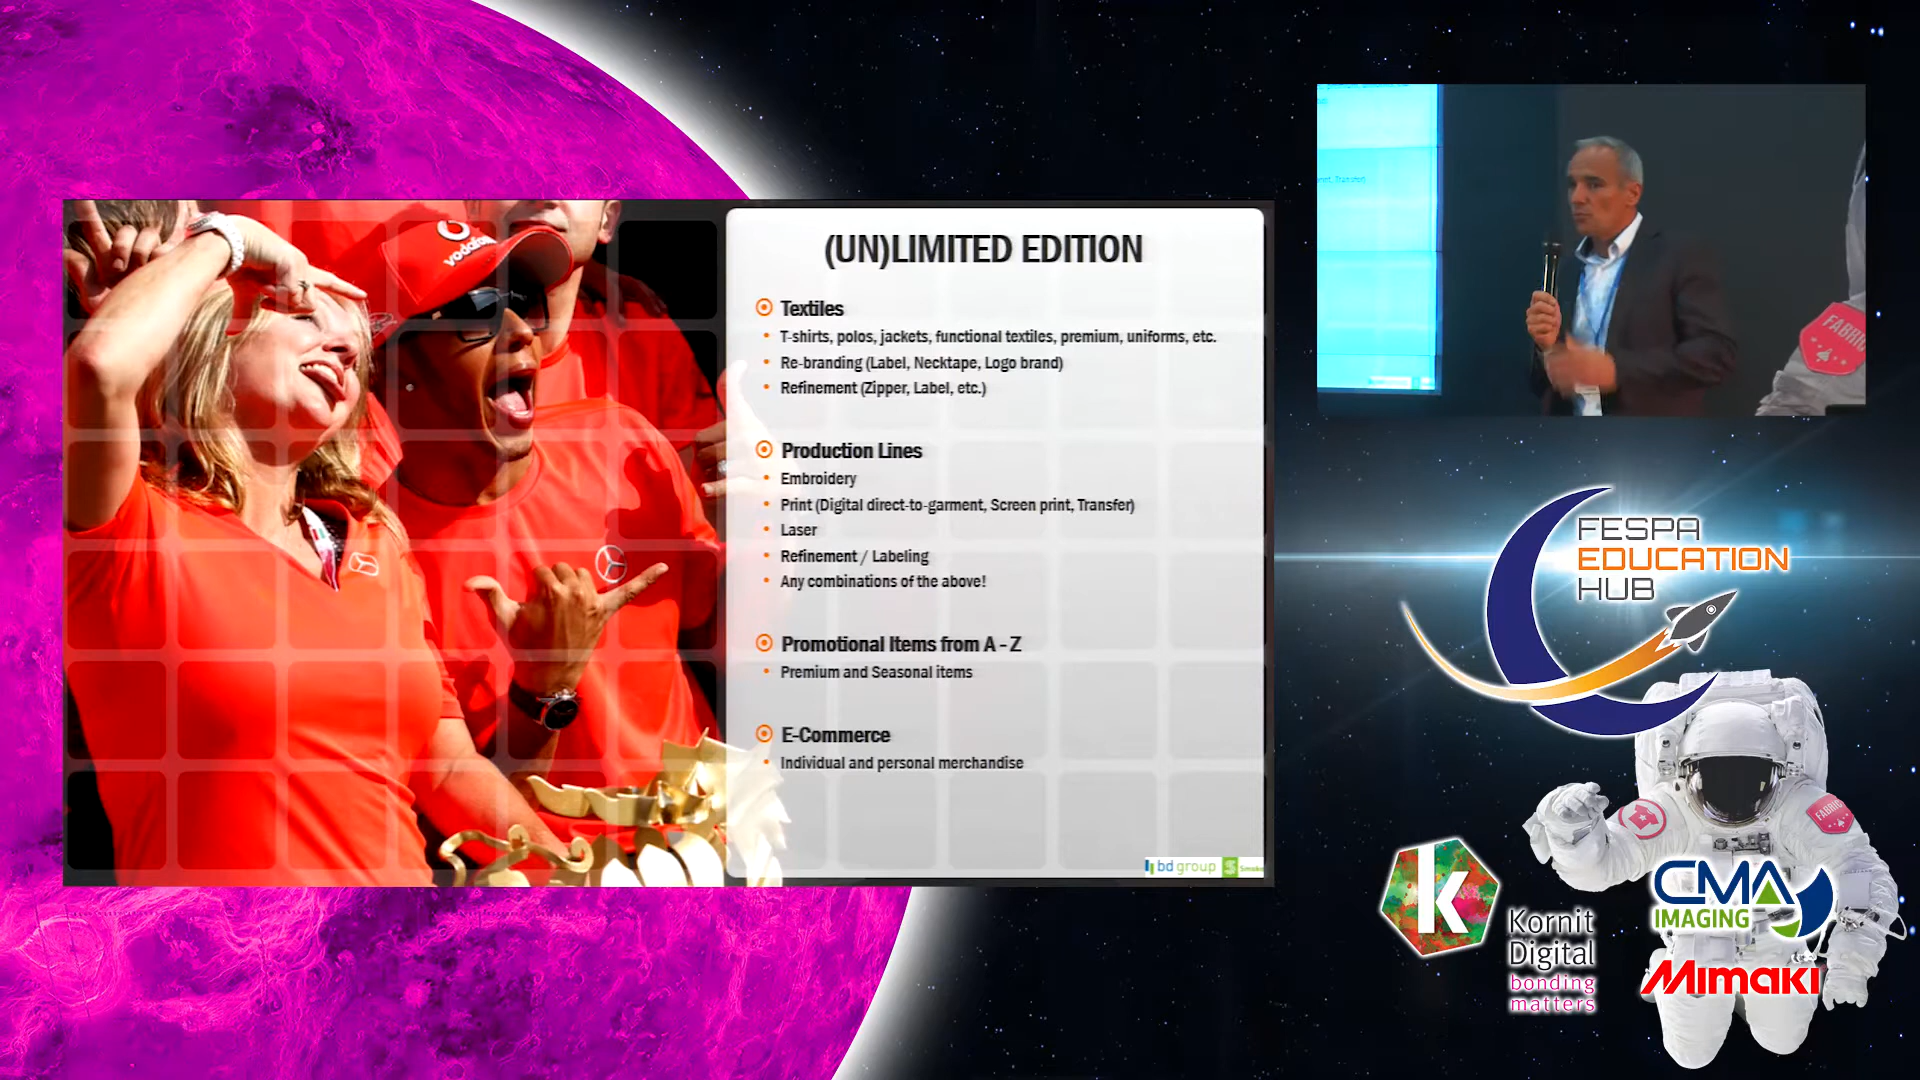 (UN)LIMITED EDITION
Textiles
T-shirts, polos, jackets, functional textiles, premium, uniforms, etc.
Re-branding (Label, Necktape, Logo brand)
Refinement (Zipper, Label, etc.)
Production Lines
Embroidery
Print (Digital direct-to-garment, Screen print, Transfer)
Laser
Refinement / Labeling
Any combinations of the above!
Promotional Items from A - Z
Premium and Seasonal items
E-Commerce
Individual and personal merchandise
bd group
vodafone
FABRIC
FESPA
EDUCATION
HUB
FABRIC
k
Kornit
Digital
bonding
matters
CMA
IMAGING
Mimaki